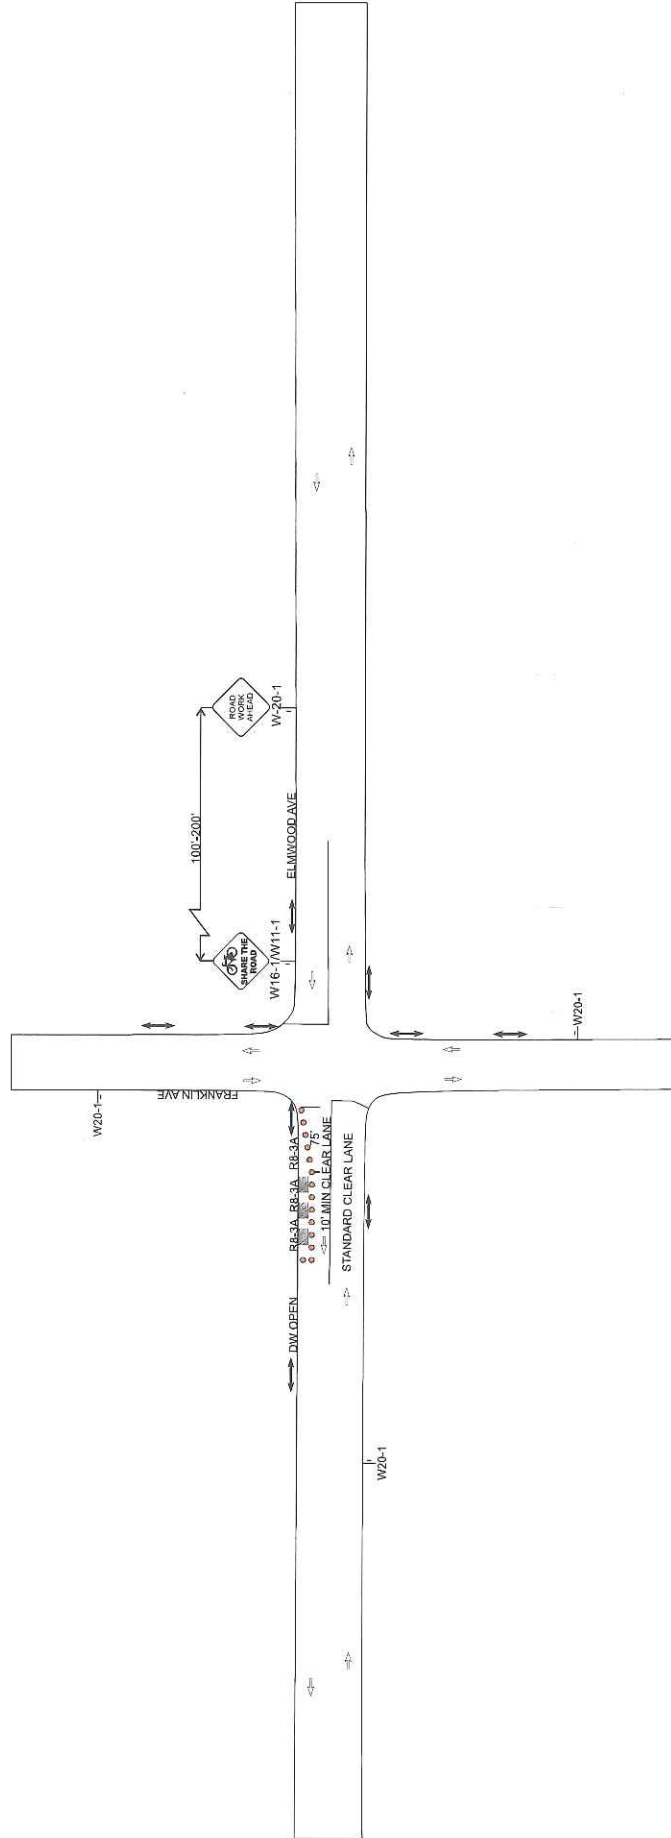 ROAD
WORK
AHEAD
W-20-1
100'-200'
ELMWOOD AVE
SHARE THE
ROAD
W16-1/W11-1
W20-1
FRANKLIN AVE
W20-1
R8-3A R8-3A R8-3A
75'
10' MIN CLEAR LANE
STANDARD CLEAR LANE
DW OPEN
W20-1